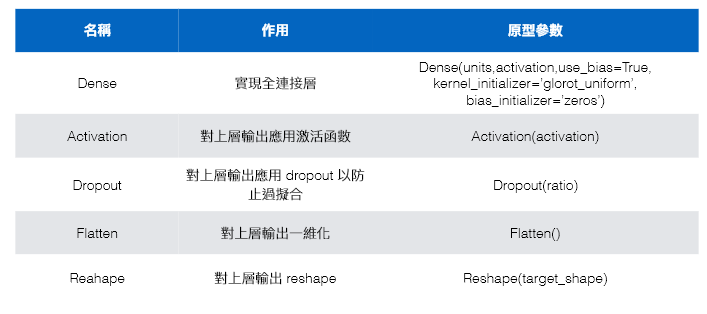 名稱 作用 原型參數
Dense 實現全連接層 Dense(units,activation,use_bias=True,
kernel_initializer=’glorot_uniform’,
bias_initializer=’zeros’)
Activation 對上層輸出應用激活函數 Activation(activation)
Dropout 對上層輸出應用 dropout 以防
止過擬合 Dropout(ratio)
Flatten 對上層輸出一維化 Flatten()
Reahape 對上層輸出 reshape Reshape(target_shape)